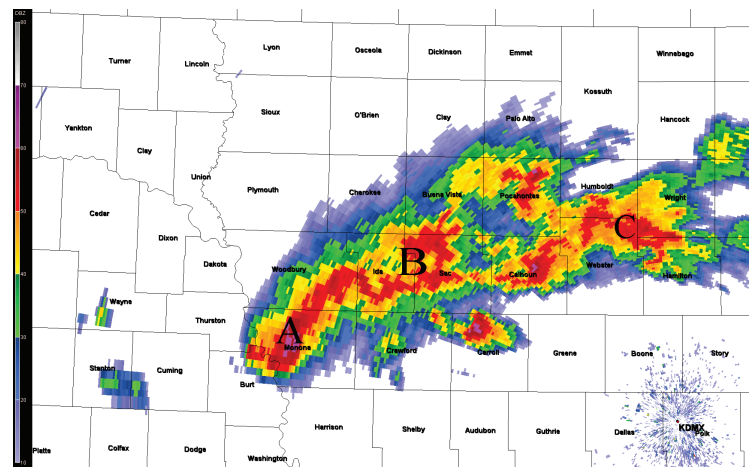 DBZ
80
70
60
50
40
30
20
10
Lyon
Osceola
Dickinson
Emmet
Winnebago
Turner
Lincoln
Kossuth
Sioux
O'Brien
Clay
Palo Alto
Hancock
Yankton
Clay
Union
Plymouth
Cherokee
Buena Vista
Pocahontas
Humboldt
Wright
Cedar
Dixon
C
Dakota
Woodbury
Ida
B
Sac
Calhoun
Webster
Hamilton
Wayne
Thurston
A
Monona
Crawford
Carroll
Greene
Boone
Story
Stanton
Cuming
Burt
Harrison
Shelby
Audubon
Guthrie
Dallas
KDMX
Polk
Platte
Colfax
Dodge
Washington